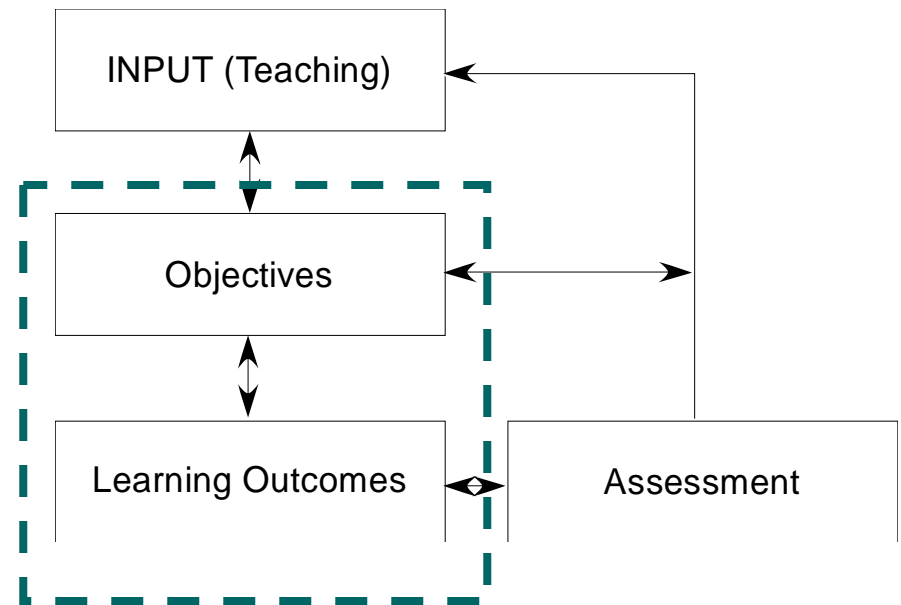 INPUT (Teaching)
Objectives
Learning Outcomes
Assessment